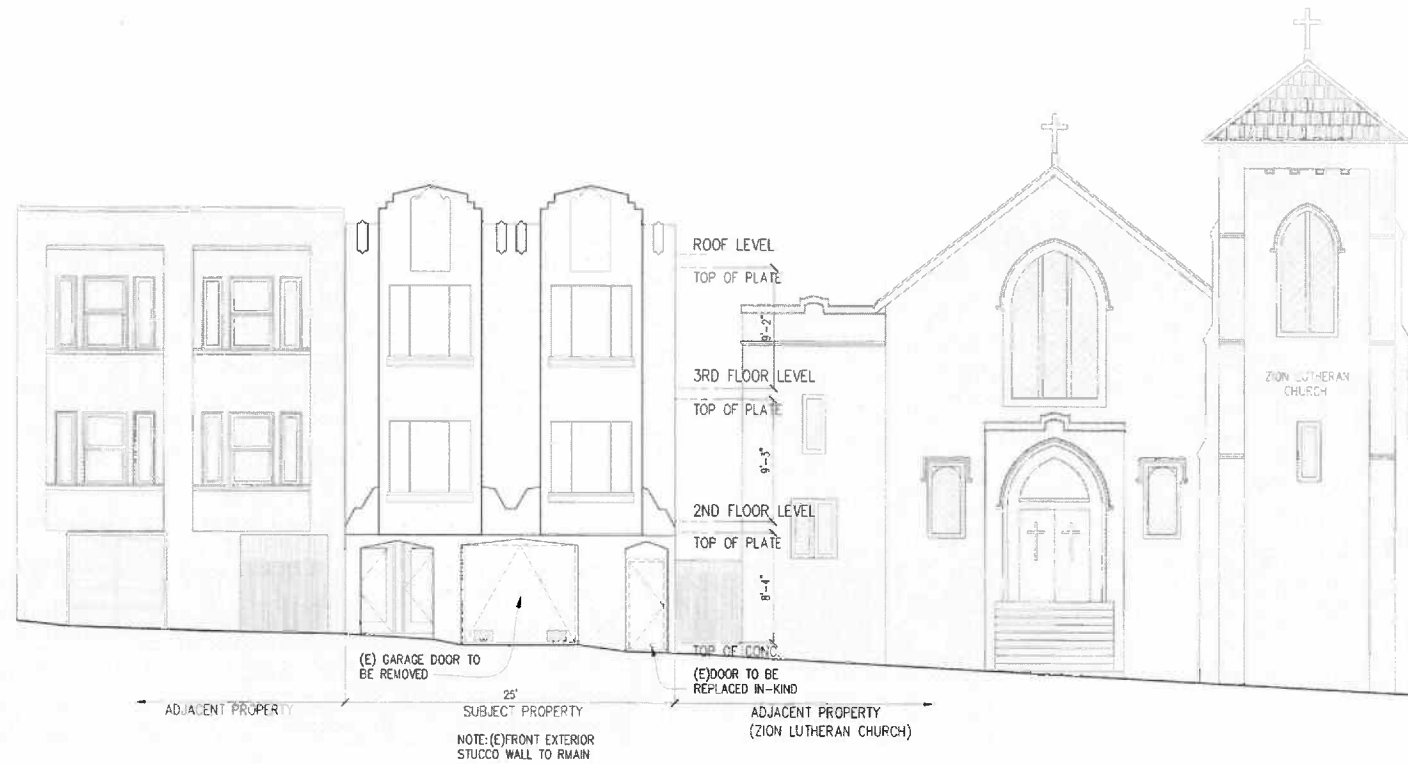 ROOF LEVEL
TOP OF PLATE
9'-2"
3RD FLOOR LEVEL
TOP OF PLATE
9'-3"
2ND FLOOR LEVEL
TOP OF PLATE
8'-4"
TOP OF CONC.
ZION LUTHERAN
CHURCH
(E) GARAGE DOOR TO
BE REMOVED
(E)DOOR TO BE
REPLACED IN-KIND
25'
ADJACENT PROPERTY
SUBJECT PROPERTY
ADJACENT PROPERTY
(ZION LUTHERAN CHURCH)
NOTE:(E)FRONT EXTERIOR
STUCCO WALL TO RMAIN